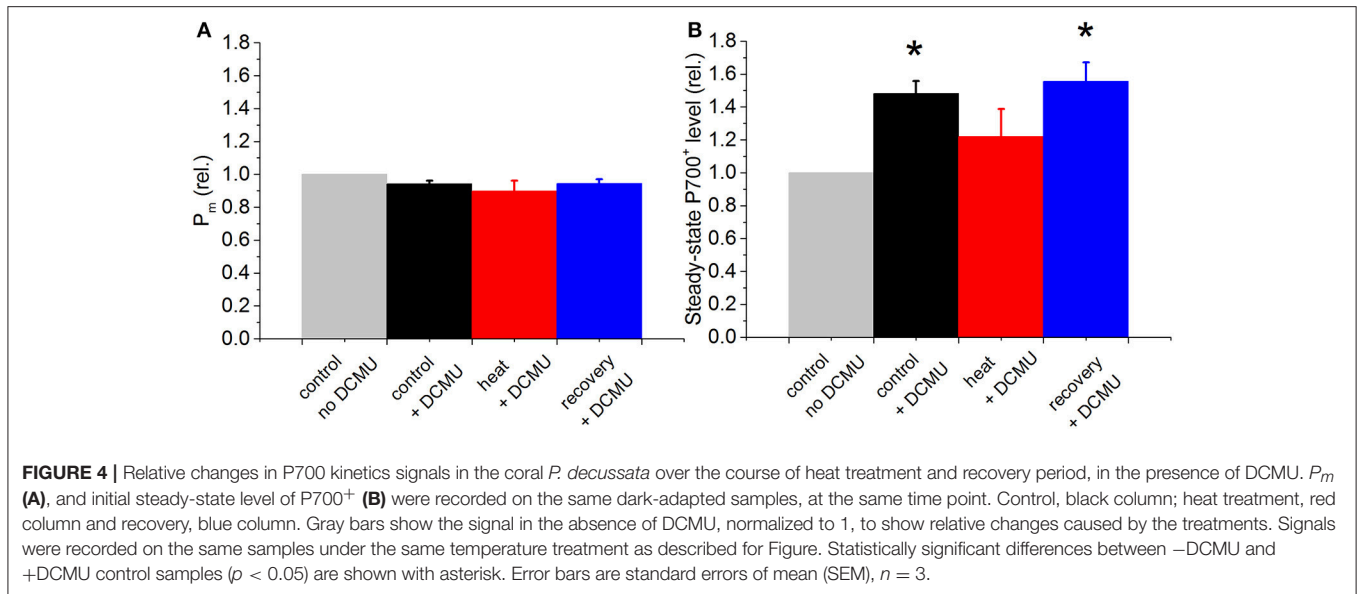 A
B
1.8
1.6
1.4
1.2
1.0
0.8
0.6
0.4
0.2
0.0
Pm (rel.)
control
no DCMU
control
+ DCMU
heat
+ DCMU
recovery
+ DCMU
1.8
1.6
1.4
1.2
1.0
0.8
0.6
0.4
1.2
0.0
Steady-state P700+ level (rel.)
*
*
control
no DCMU
control
+ DCMU
heat
+ DCMU
recovery
+ DCMU
FIGURE 4 | Relative changes in P700 kinetics signals in the coral P. decussata over the course of heat treatment and recovery period, in the presence of DCMU. Pm
(A), and initial steady-state level of P700+ (B) were recorded on the same dark-adapted samples, at the same time point. Control, black column; heat treatment, red
column and recovery, blue column. Gray bars show the signal in the absence of DCMU, normalized to 1, to show relative changes caused by the treatments. Signals
were recorded on the same samples under the same temperature treatment as described for Figure. Statistically significant differences between −DCMU and
+DCMU control samples (p < 0.05) are shown with asterisk. Error bars are standard errors of mean (SEM), n = 3.